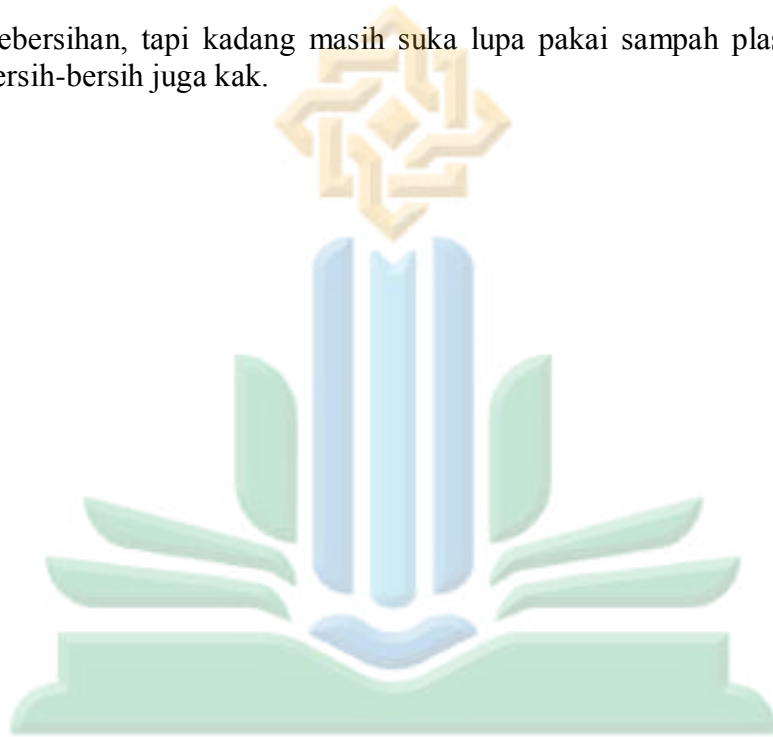 ebersihan, tapi kadang masih suka lupa pakai sampah plas
ersih-bersih juga kak.